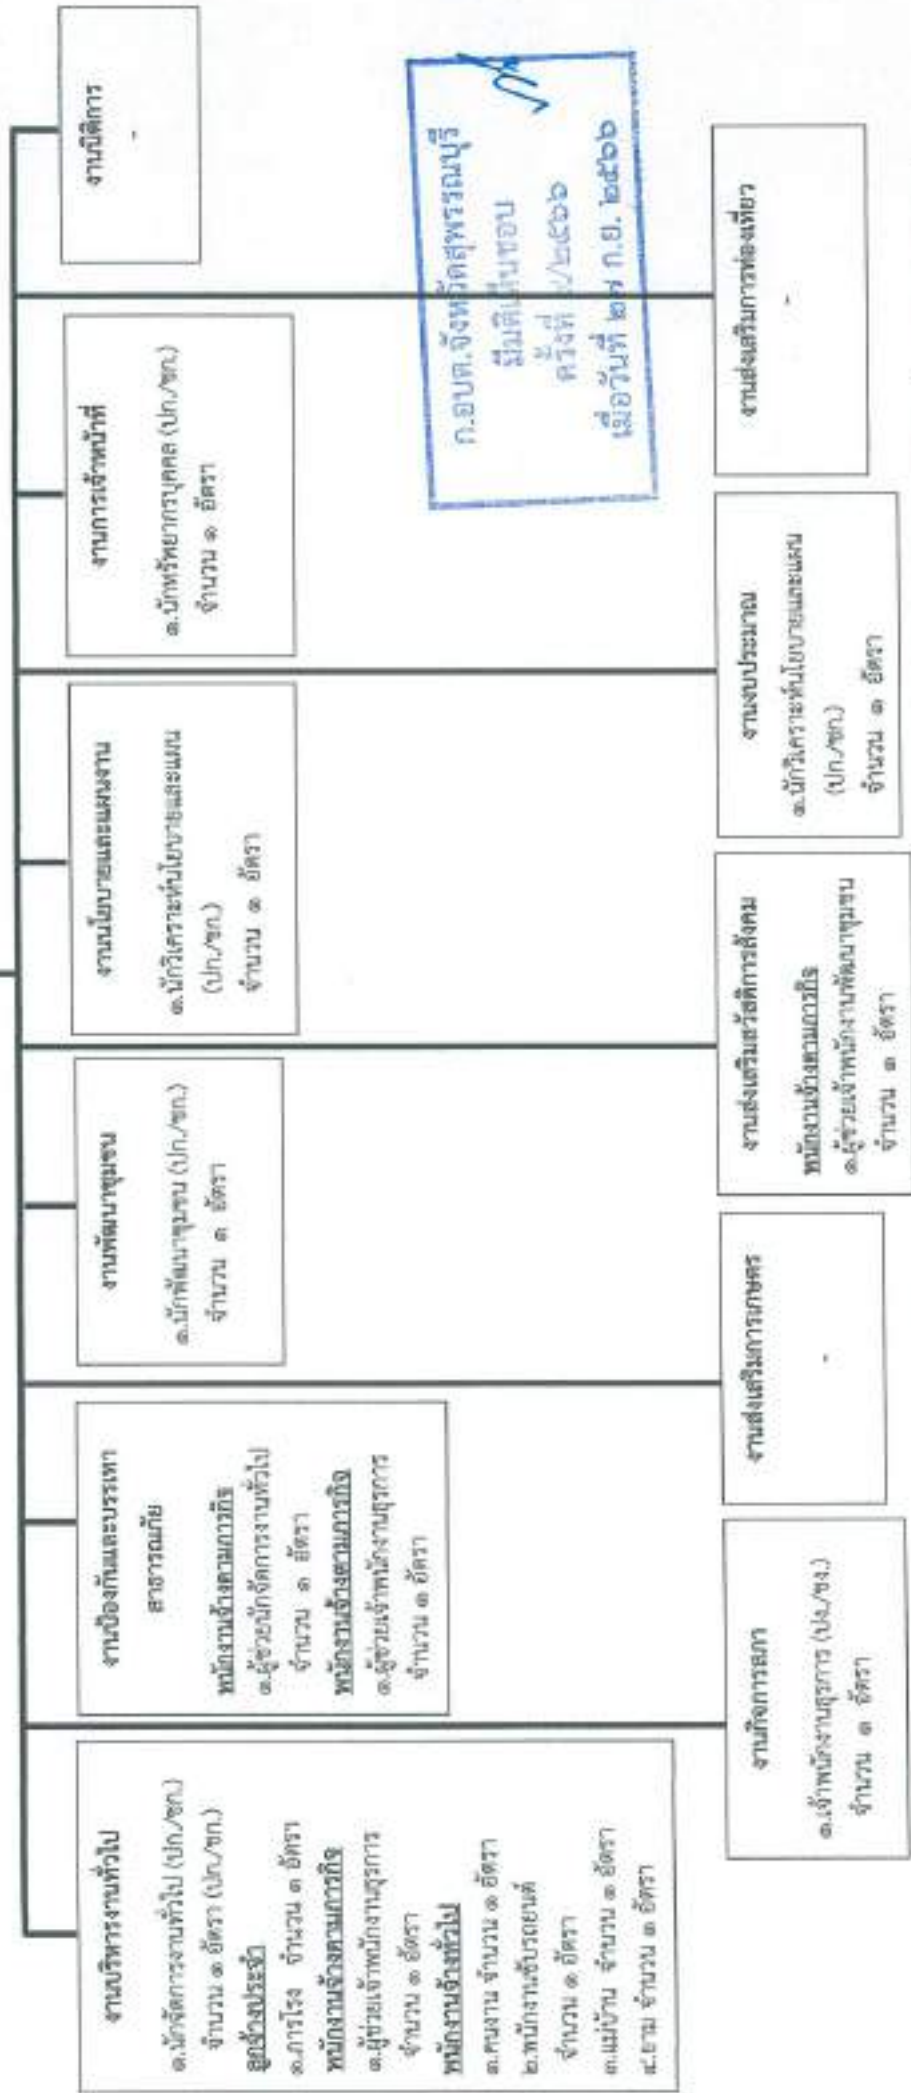 งานบริหารงานทั่วไป
๑.นักจัดการงานทั่วไป (ปก./ชก.)
จำนวน ๑ อัตรา (ปก./ชก.)
ลูกจ้างประจำ
๑.ภารโรง จำนวน ๑ อัตรา
พนักงานจ้างตามภารกิจ
๑.ผู้ช่วยเจ้าพนักงานธุรการ
จำนวน ๑ อัตรา
พนักงานจ้างทั่วไป
๑.คนงาน จำนวน ๑ อัตรา
๒.พนักงานขับรถยนต์
จำนวน ๑ อัตรา
๓.แม่บ้าน จำนวน ๑ อัตรา
๔.ยาม จำนวน ๑ อัตรา
งานป้องกันและบรรเทา
สาธารณภัย
พนักงานจ้างตามภารกิจ
๑.ผู้ช่วยนักจัดการงานทั่วไป
จำนวน ๑ อัตรา
พนักงานจ้างตามภารกิจ
๑.ผู้ช่วยเจ้าพนักงานธุรการ
จำนวน ๑ อัตรา
งานพัฒนาชุมชน
๑.นักพัฒนาชุมชน (ปก./ชก.)
จำนวน ๑ อัตรา
งานนโยบายและแผนงาน
๑.นักวิเคราะห์นโยบายและแผน
(ปก./ชก.)
จำนวน ๑ อัตรา
งานการเจ้าหน้าที่
๑.นักทรัพยากรบุคคล (ปก./ชก.)
จำนวน ๑ อัตรา
งานนิติการ
-
งานกิจการสภา
๑.เจ้าพนักงานธุรการ (ปง./ชง.)
จำนวน ๑ อัตรา
งานส่งเสริมการเกษตร
-
งานส่งเสริมสวัสดิการสังคม
พนักงานจ้างตามภารกิจ
๑.ผู้ช่วยเจ้าพนักงานพัฒนาชุมชน
จำนวน ๑ อัตรา
งานงบประมาณ
๑.นักวิเคราะห์นโยบายและแผน
(ปก./ชก.)
จำนวน ๑ อัตรา
งานส่งเสริมการท่องเที่ยว
-
ก.อบต.จังหวัดสุพรรณบุรี
มีมติเห็นชอบ
ครั้งที่ /๒๕๖๖
เมื่อวันที่ ๒๗ ก.ย. ๒๕๖๖